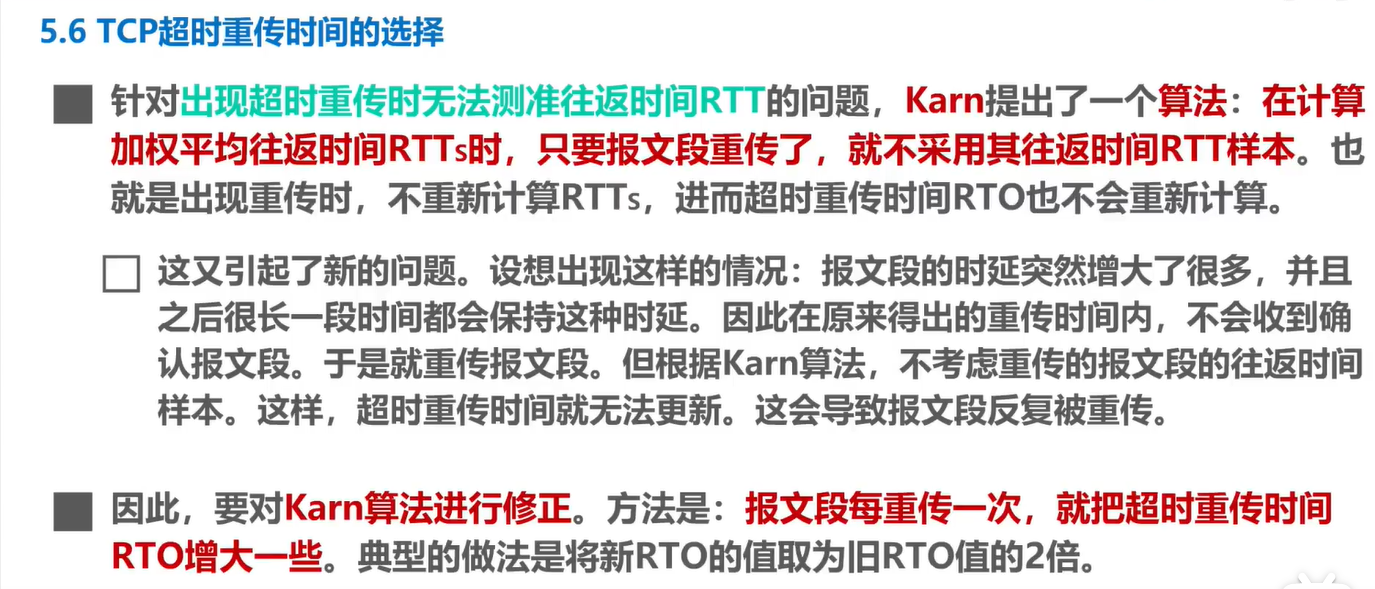 5.6 TCP超时重传时间的选择
针对出现超时重传时无法测准往返时间RTT的问题，Karn提出了一个算法：在计算
加权平均往返时间RTTs时，只要报文段重传了，就不采用其往返时间RTT样本。也
就是出现重传时，不重新计算RTTs，进而超时重传时间RTO也不会重新计算。
这又引起了新的问题。设想出现这样的情况：报文段的时延突然增大了很多，并且
之后很长一段时间都会保持这种时延。因此在原来得出的重传时间内，不会收到确
认报文段。于是就重传报文段。但根据Karn算法，不考虑重传的报文段的往返时间
样本。这样，超时重传时间就无法更新。这会导致报文段反复被重传。
因此，要对Karn算法进行修正。方法是：报文段每重传一次，就把超时重传时间
RTO增大一些。典型的做法是将新RTO的值取为旧RTO值的2倍。